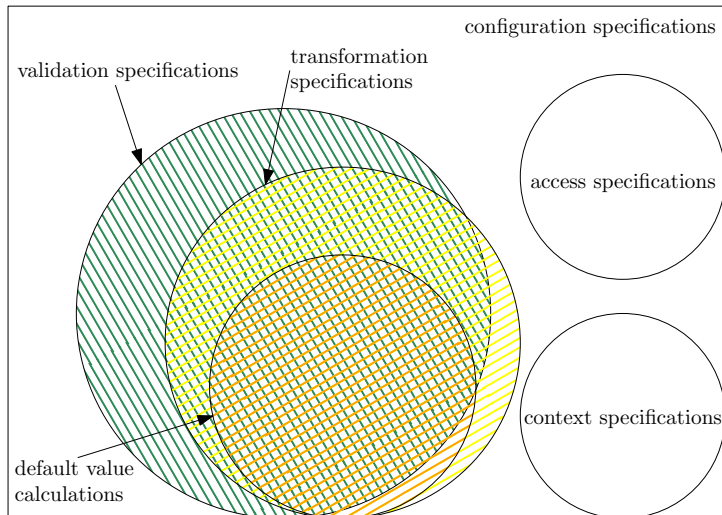 configuration specifications
validation specifications
transformation
specifications
access specifications
context specifications
default value
calculations